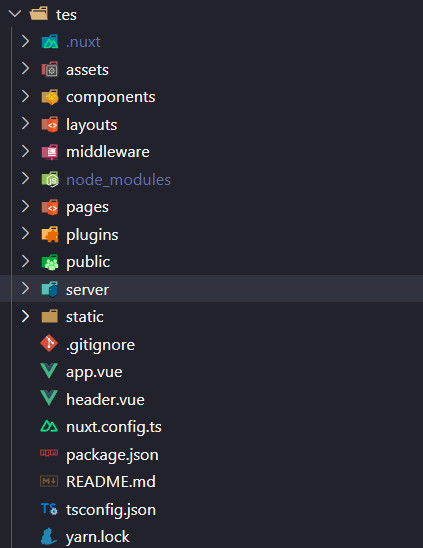 tes
.nuxt
assets
components
layouts
middleware
node_modules
pages
plugins
public
server
static
.gitignore
app.vue
header.vue
nuxt.config.ts
package.json
README.md
tsconfig.json
yarn.lock